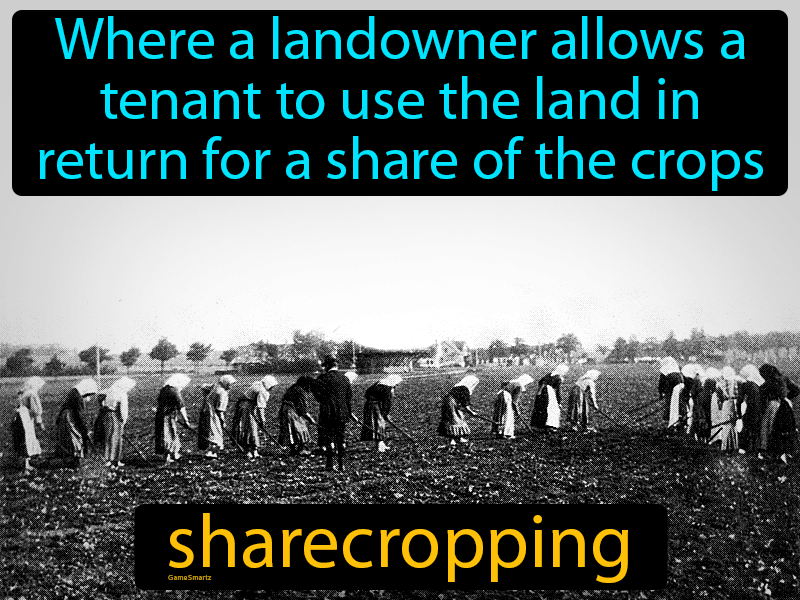 Where a landowner allows a
tenant to use the land in
return for a share of the crops
sharecropping
GameSmartz